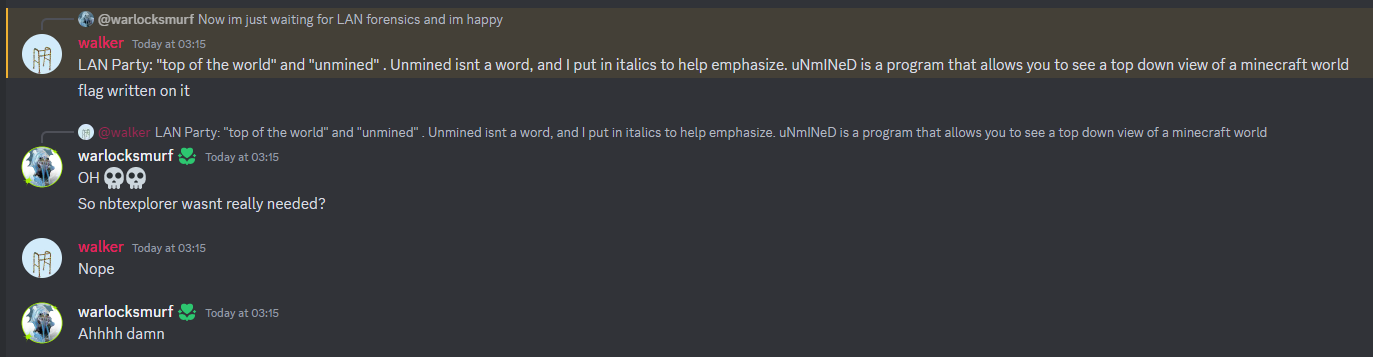 @warlocksmurf Now im just waiting for LAN forensics and im happy
walker Today at 03:15
LAN Party: "top of the world" and "unmined" . Unmined isnt a word, and I put in italics to help emphasize. uNmINeD is a program that allows you to see a top down view of a minecraft world
flag written on it
@walker LAN Party: "top of the world" and "unmined" . Unmined isnt a word, and I put in italics to help emphasize. uNmINeD is a program that allows you to see a top down view of a minecraft world
warlocksmurf Today at 03:15
OH 💀💀
So nbtexplorer wasnt really needed?
walker Today at 03:15
Nope
warlocksmurf Today at 03:15
Ahhhh damn